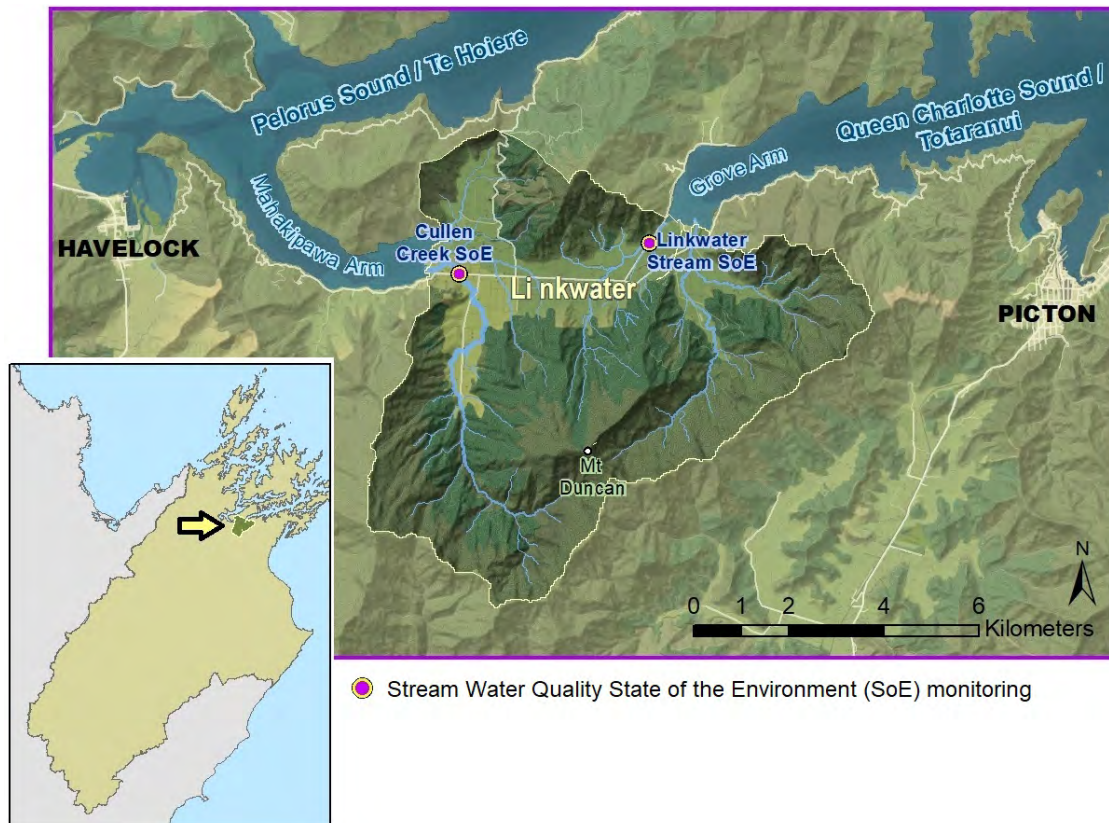 Pelorus Sound / Te Hoiere
Queen Charlotte Sound /
Totaranui
Grove Arm
Mahakipawa Arm
HAVELOCK
Cullen
Creek SoE
Linkwater
Stream SoE
Li nkwater
PICTON
Mt
Duncan
N
0 1 2 4 6
Kilometers
Stream Water Quality State of the Environment (SoE) monitoring